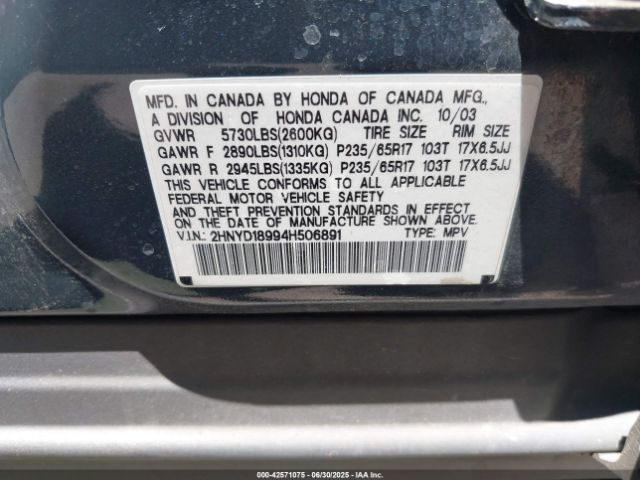 MFD. IN CANADA BY HONDA OF CANADA MFG.,
A DIVISION OF HONDA CANADA INC. 10/03
GVWR 5730LBS(2600KG) TIRE SIZE RIM SIZE
GAWR F 2890LBS(1310KG) P235/65R17 103T 17X6.5JJ
GAWR R 2945LBS(1335KG) P235/65R17 103T 17X6.5JJ
THIS VEHICLE CONFORMS TO ALL APPLICABLE
FEDERAL MOTOR VEHICLE SAFETY
AND THEFT PREVENTION STANDARDS IN EFFECT
ON THE DATE OF MANUFACTURE SHOWN ABOVE.
V.I.N.: 2HNYD18994H506891 TYPE: MPV
000-42571075 06/30/2025 IAA Inc.